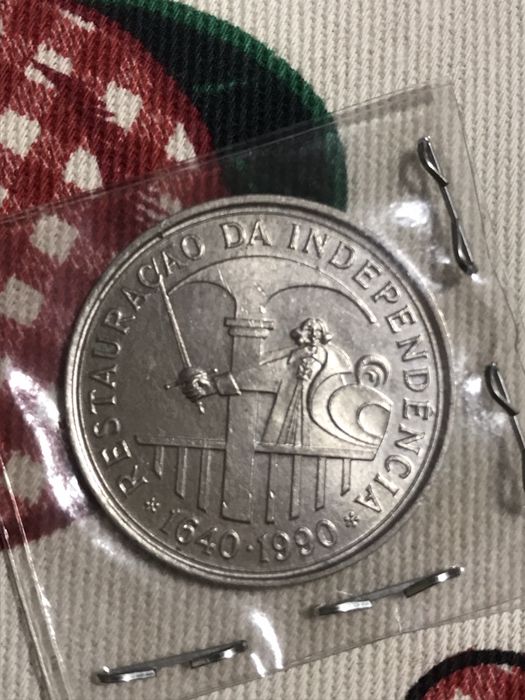 RESTAURAÇÃO DA INDEPENDÊNCIA
* 1640 · 1990 *